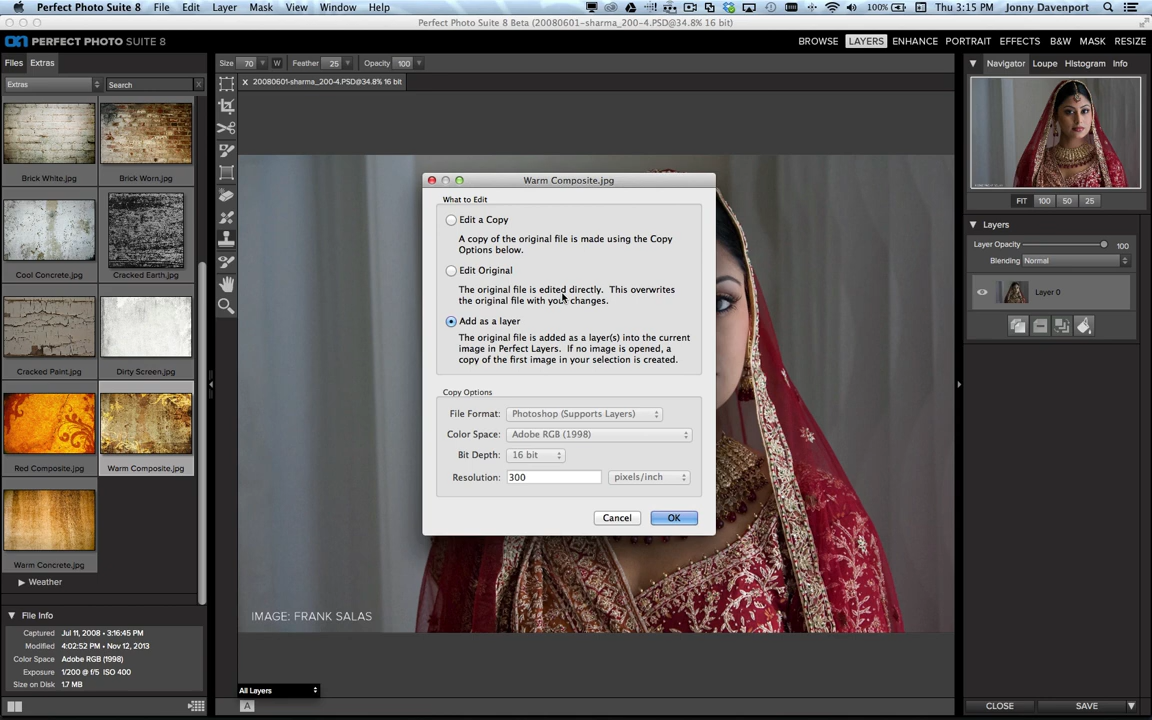 Perfect Photo Suite 8 File Edit Layer Mask View Window Help 100% Thu 3:15 PM Jonny Davenport
Perfect Photo Suite 8 Beta (20080601-sharma_200-4.PSD@34.8% 16 bit)
on PERFECT PHOTO SUITE 8 BROWSE LAYERS ENHANCE PORTRAIT EFFECTS B&W MASK RESIZE
Files Extras
Size 70 W Feather 25 Opacity 100
Navigator Loupe Histogram Info
Extras Search
20080601-sharma_200-4.PSD@34.8% 16 bit
Brick White.jpg Brick Worn.jpg
Cool Concrete.jpg Cracked Earth.jpg
Cracked Paint.jpg Dirty Screen.jpg
Red Composite.jpg Warm Composite.jpg
Warm Concrete.jpg
Weather
File Info
Captured Jul 11, 2008 • 3:16:45 PM
Modified 4:02:52 PM • Nov 12, 2013
Color Space Adobe RGB (1998)
Exposure 1/200 @ f/5 ISO 400
Size on Disk 1.7 MB
Warm Composite.jpg
What to Edit
Edit a Copy
A copy of the original file is made using the Copy
Options below.
Edit Original
The original file is edited directly. This overwrites
the original file with your changes.
Add as a layer
The original file is added as a layer(s) into the current
image in Perfect Layers. If no image is opened, a
copy of the first image in your selection is created.
Copy Options
File Format: Photoshop (Supports Layers)
Color Space: Adobe RGB (1998)
Bit Depth: 16 bit
Resolution: 300 pixels/inch
Cancel OK
IMAGE: FRANK SALAS
All Layers
A
FIT 100 50 25
Layers
Layer Opacity 100
Blending Normal
Layer 0
CLOSE SAVE